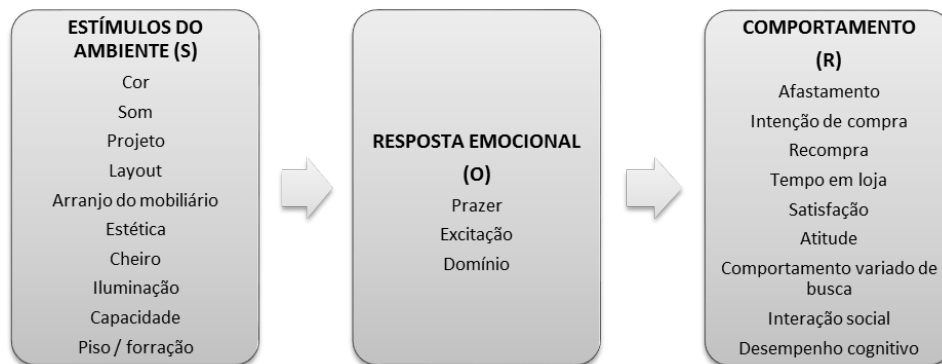 ESTÍMULOS DO
AMBIENTE (S)
Cor
Som
Projeto
Layout
Arranjo do mobiliário
Estética
Cheiro
Iluminação
Capacidade
Piso / forração
RESPOSTA EMOCIONAL
(O)
Prazer
Excitação
Domínio
COMPORTAMENTO
(R)
Afastamento
Intenção de compra
Recompra
Tempo em loja
Satisfação
Atitude
Comportamento variado de
busca
Interação social
Desempenho cognitivo